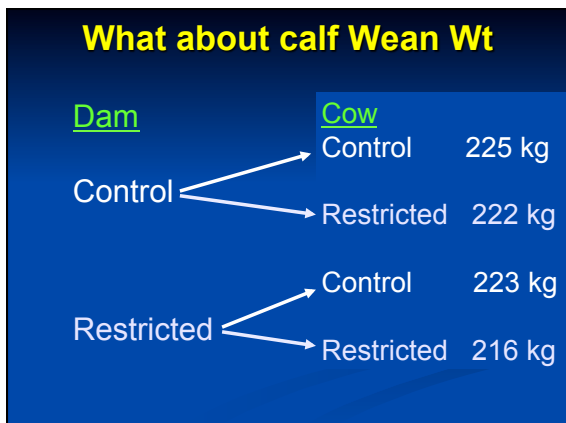 What about calf Wean Wt
Dam
Cow
Control 225 kg
Control
Restricted 222 kg
Control 223 kg
Restricted
Restricted 216 kg